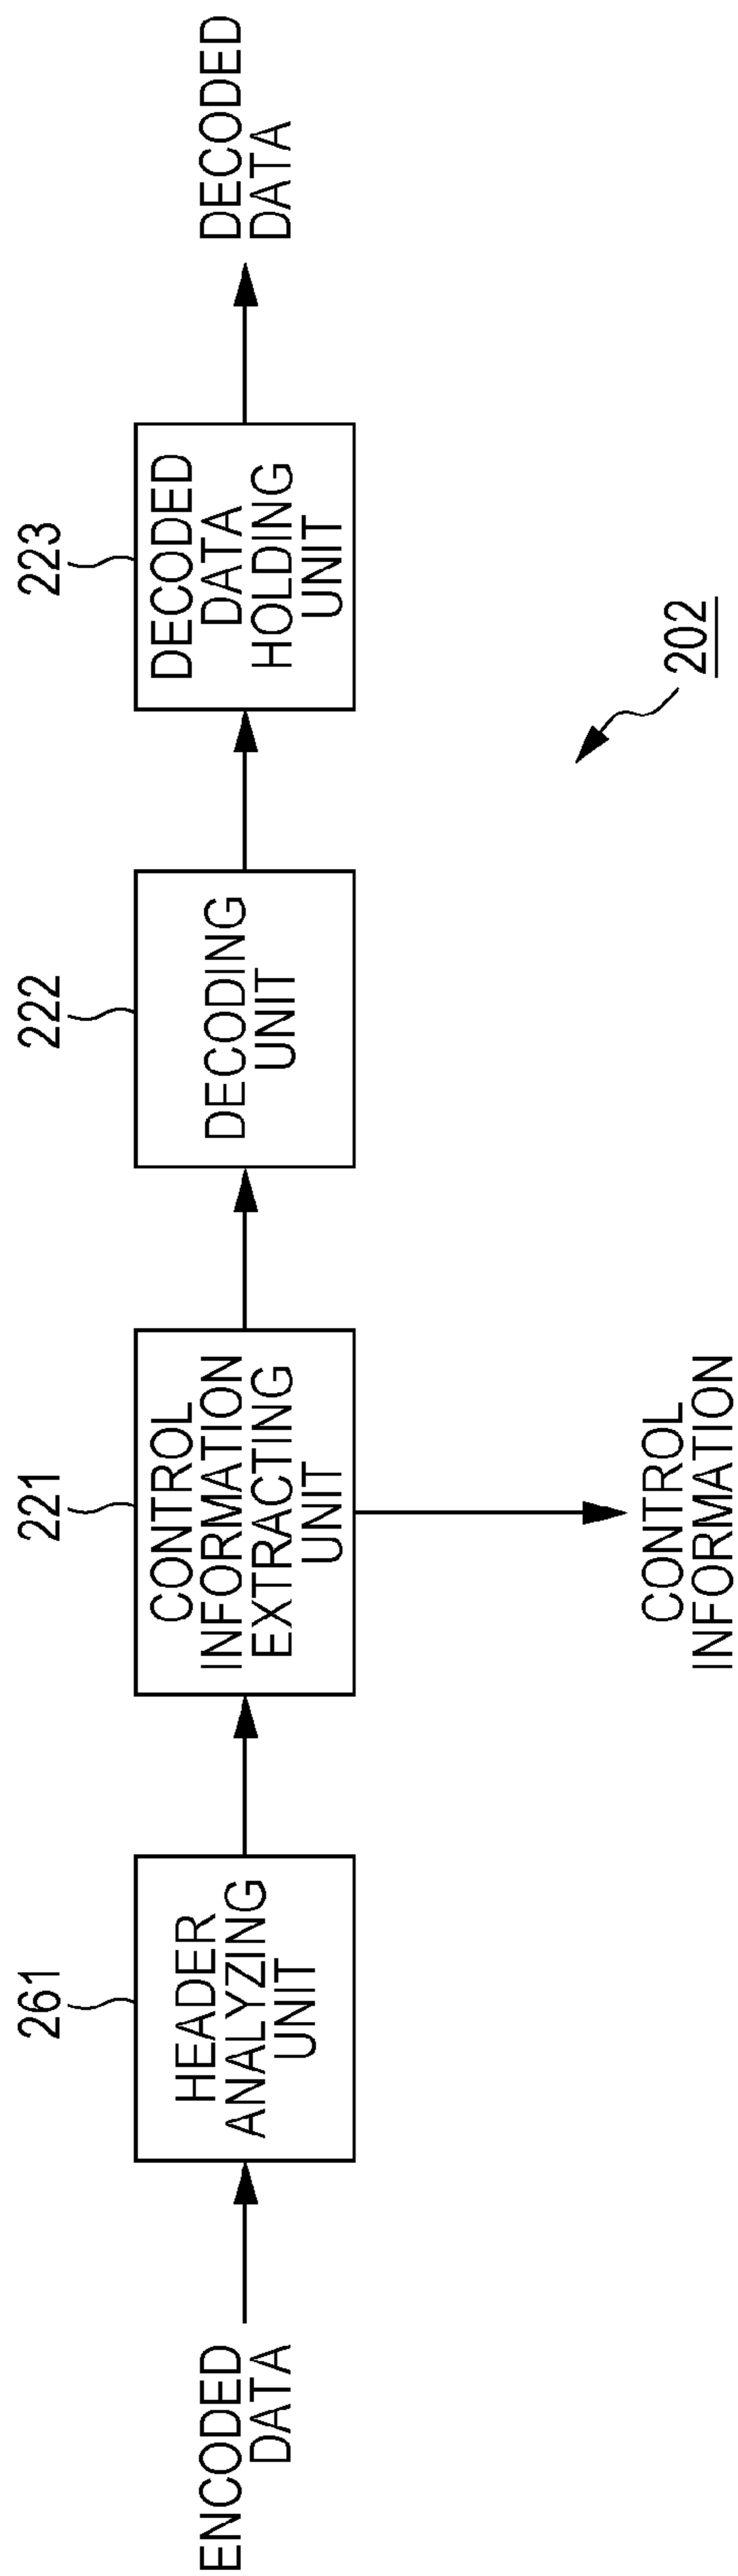 ENCODED
DATA
261
HEADER
ANALYZING
UNIT
221
CONTROL
INFORMATION
EXTRACTING
UNIT
CONTROL
INFORMATION
222
DECODING
UNIT
223
DECODED
DATA
HOLDING
UNIT
DECODED
DATA
202